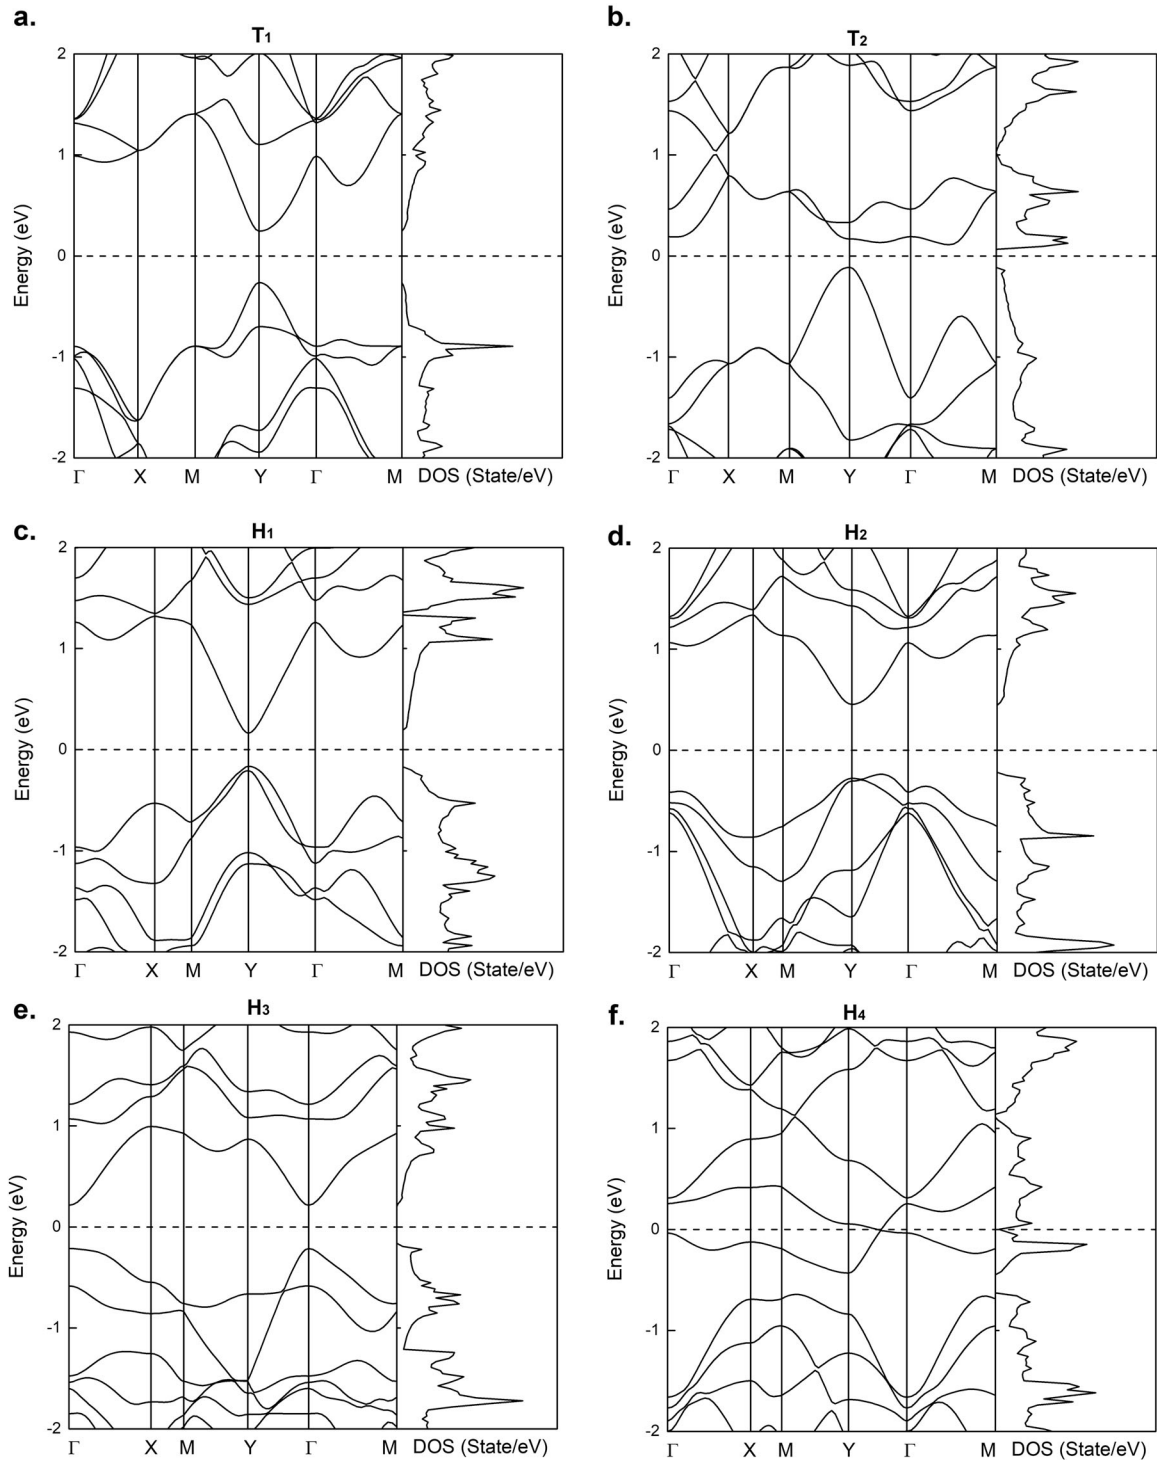 a.
T1
2
1
0
-1
-2
Energy (eV)
Γ X M Y Γ M DOS (State/eV)
b.
T2
2
1
0
-1
-2
Energy (eV)
Γ X M Y Γ M DOS (State/eV)
c.
H1
2
1
0
-1
-2
Energy (eV)
Γ X M Y Γ M DOS (State/eV)
d.
H2
2
1
0
-1
-2
Energy (eV)
Γ X M Y Γ M DOS (State/eV)
e.
H3
2
1
0
-1
-2
Energy (eV)
Γ X M Y Γ M DOS (State/eV)
f.
H4
2
1
0
-1
-2
Energy (eV)
Γ X M Y Γ M DOS (State/eV)